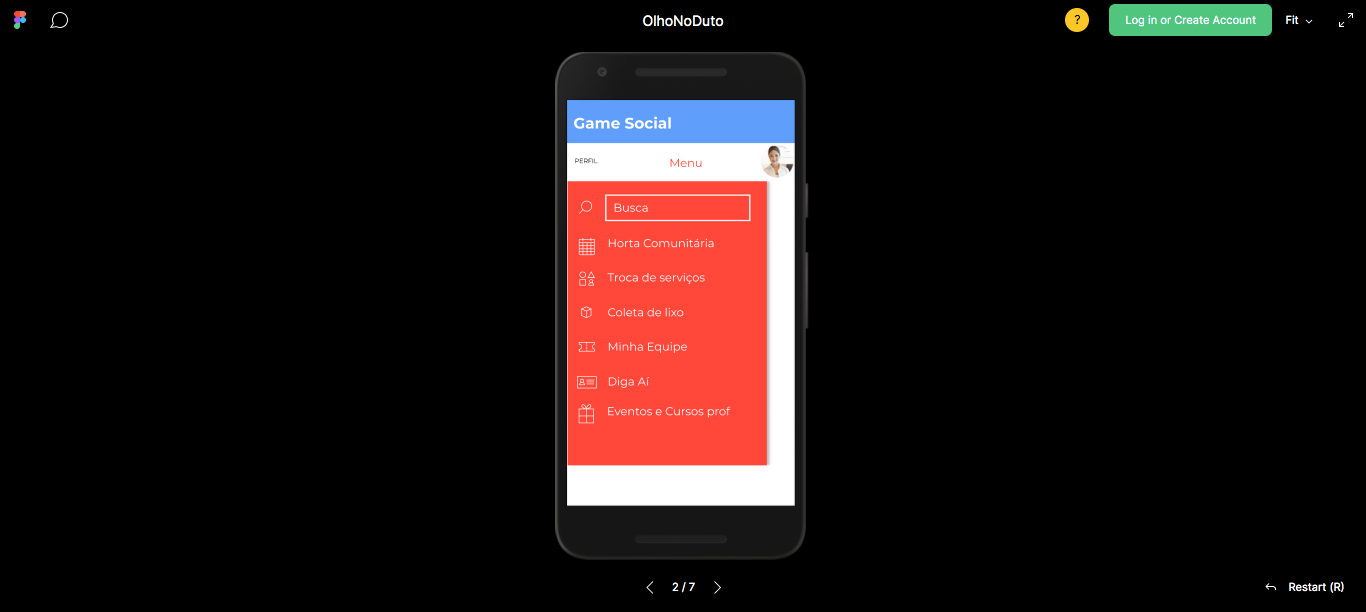 OlhoNoDuto
?
Log in or Create Account
Fit
Game Social
PERFIL
Menu
Busca
Horta Comunitária
Troca de serviços
Coleta de lixo
Minha Equipe
Diga Aí
Eventos e Cursos prof
2 / 7
Restart (R)